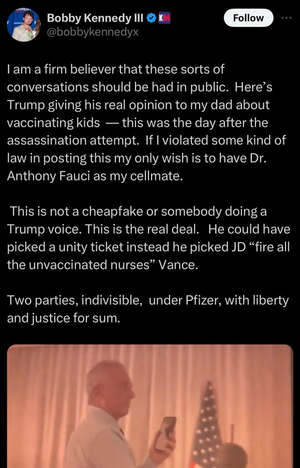 Bobby Kennedy III
@bobbykennedyx
Follow
I am a firm believer that these sorts of
conversations should be had in public.  Here's
Trump giving his real opinion to my dad about
vaccinating kids  — this was the day after the
assassination attempt.  If I violated some kind of
law in posting this my only wish is to have Dr.
Anthony Fauci as my cellmate.
This is not a cheapfake or somebody doing a
Trump voice. This is the real deal.   He could have
picked a unity ticket instead he picked JD "fire all
the unvaccinated nurses" Vance.
Two parties, indivisible,  under Pfizer, with liberty
and justice for sum.